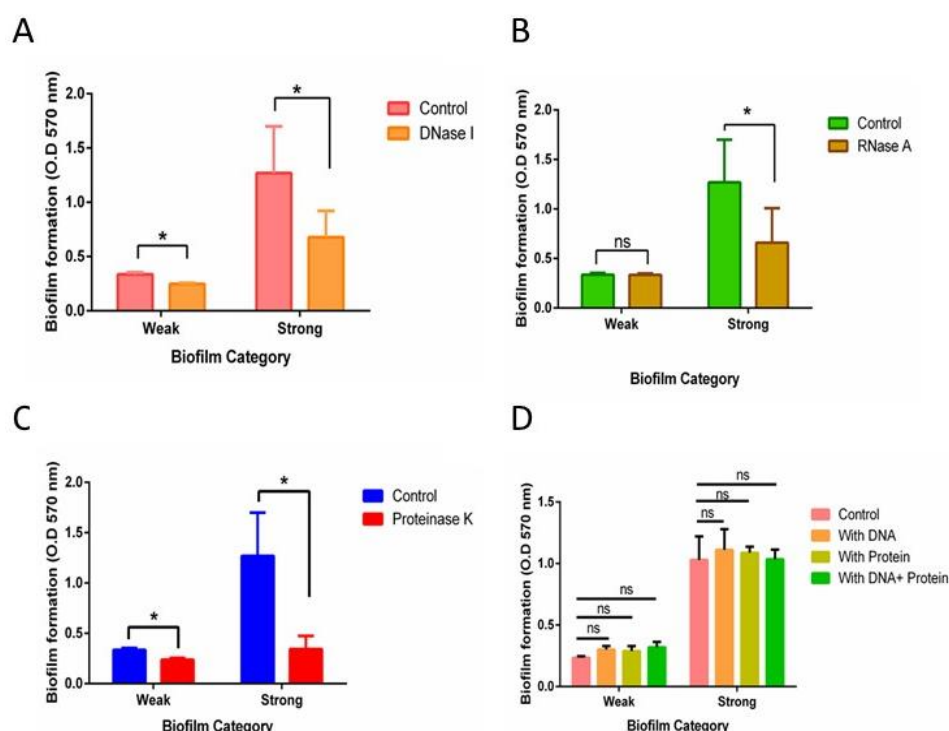 A
Biofilm formation (O.D 570 nm)
2.0
1.5
1.0
0.5
0.0
*
*
Control
DNase I
Weak
Strong
Biofilm Category
B
Biofilm formation (O.D 570 nm)
2.0
1.5
1.0
0.5
0.0
ns
*
Control
RNase A
Weak
Strong
Biofilm Category
C
Biofilm formation (O.D 570 nm)
2.0
1.5
1.0
0.5
0.0
*
*
Control
Proteinase K
Weak
Strong
Biofilm Category
D
Biofilm formation (O.D 570 nm)
1.5
1.0
0.5
0.0
ns
ns
ns
ns
ns
ns
Control
With DNA
With Protein
With DNA+ Protein
Weak
Strong
Biofilm Category